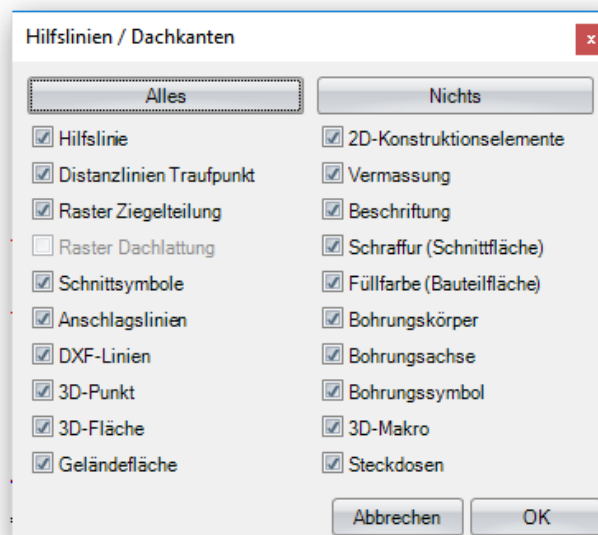 Hilfslinien / Dachkanten
x
Alles
Nichts
Hilfslinie
2D-Konstruktionselemente
Distanzlinien Traufpunkt
Vermassung
Raster Ziegelteilung
Beschriftung
Raster Dachlattung
Schraffur (Schnittfläche)
Schnittsymbole
Füllfarbe (Bauteilfläche)
Anschlagslinien
Bohrungskörper
DXF-Linien
Bohrungsachse
3D-Punkt
Bohrungssymbol
3D-Fläche
3D-Makro
Geländefläche
Steckdosen
Abbrechen
OK